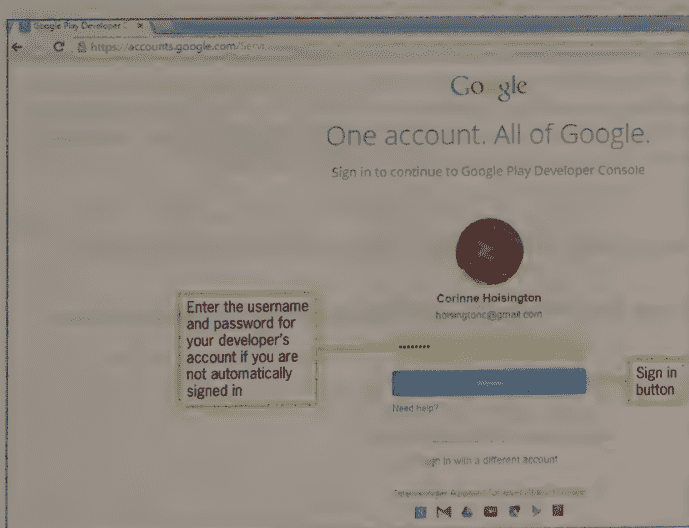 Google Play Developer
https://accounts.google.com/Servi
Google
One account. All of Google.
Sign in to continue to Google Play Developer Console
Corinne Hoisington
hoisingtonc@gmail.com
Enter the username
and password for
your developer's
account if you are
not automatically
signed in
••••••••
Sign in
button
Need help?
Sign in with a different account